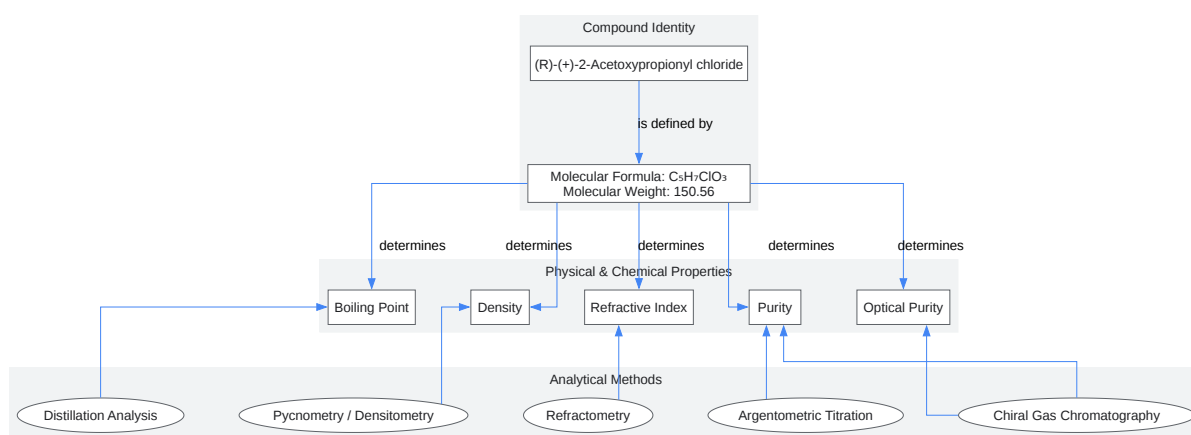 Compound Identity
(R)-(+)-2-Acetoxypropionyl chloride
is defined by
Molecular Formula: C₅H₇ClO₃
Molecular Weight: 150.56
determines
determines
determines
determines
determines
Physical & Chemical Properties
Boiling Point
Density
Refractive Index
Purity
Optical Purity
Analytical Methods
Distillation Analysis
Pycnometry / Densitometry
Refractometry
Argentometric Titration
Chiral Gas Chromatography